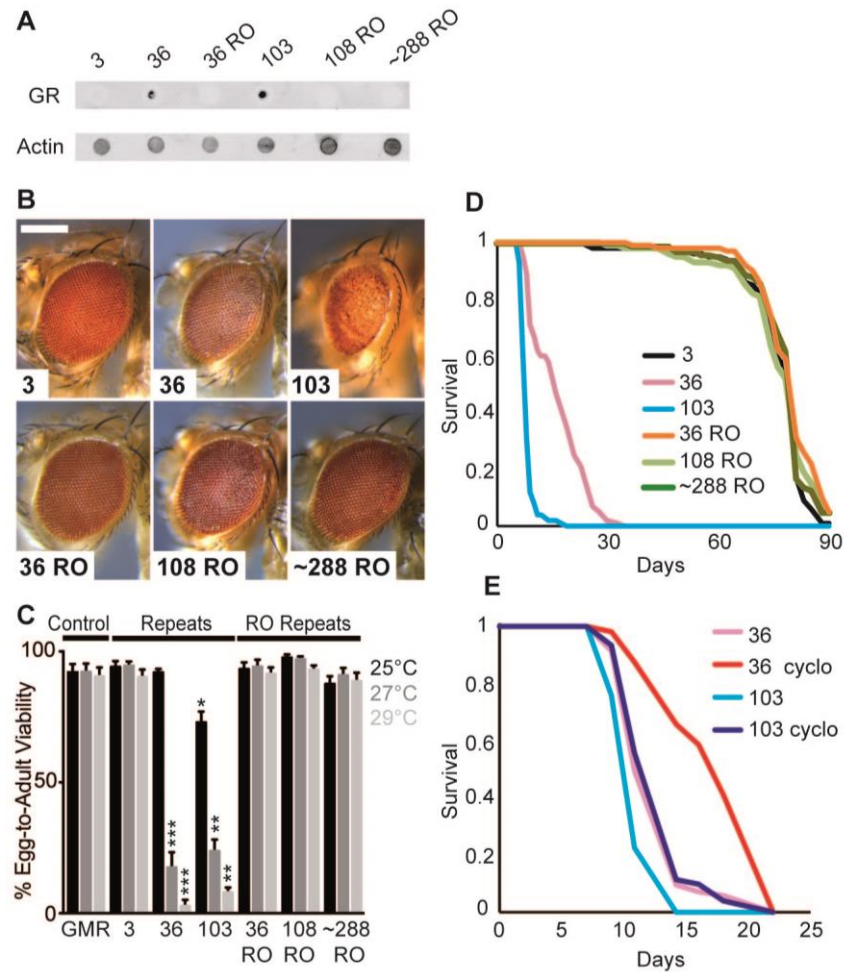 A
3 36 36 RO 103 108 RO ~288 RO
GR
Actin
B
3 36 103
36 RO 108 RO ~288 RO
C
Control Repeats RO Repeats
100
50
0
% Egg-to-Adult Viability
25°C
27°C
29°C
*
*** *** ** **
GMR 3 36 103 36 RO 108 RO ~288 RO
D
1
0.8
0.6
0.4
0.2
0
Survival
3
36
103
36 RO
108 RO
~288 RO
0 30 60 90
Days
E
1
0.8
0.6
0.4
0.2
0
Survival
36
36 cyclo
103
103 cyclo
0 5 10 15 20 25
Days